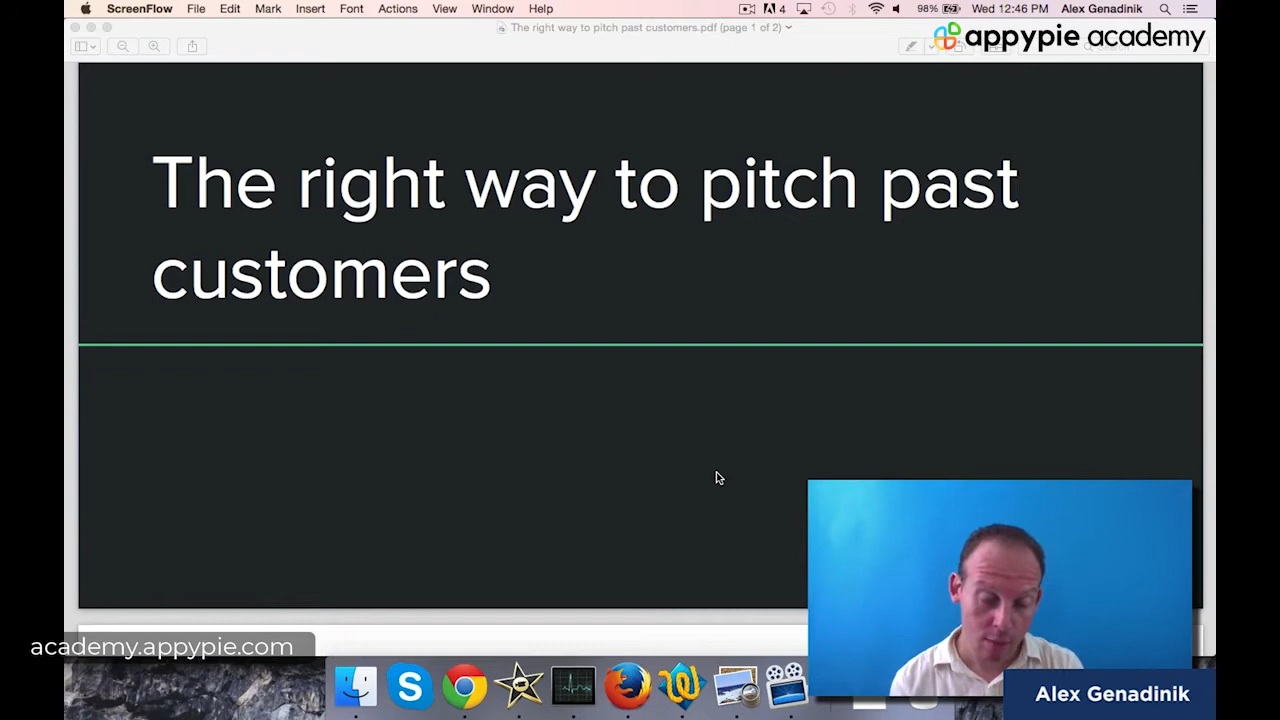 ScreenFlow File Edit Mark Insert Font Actions View Window Help 4 98% Wed 12:46 PM Alex Genadinik
The right way to pitch past customers.pdf (page 1 of 2)
appypie academy
The right way to pitch past
customers
academy.appypie.com
S
Alex Genadinik